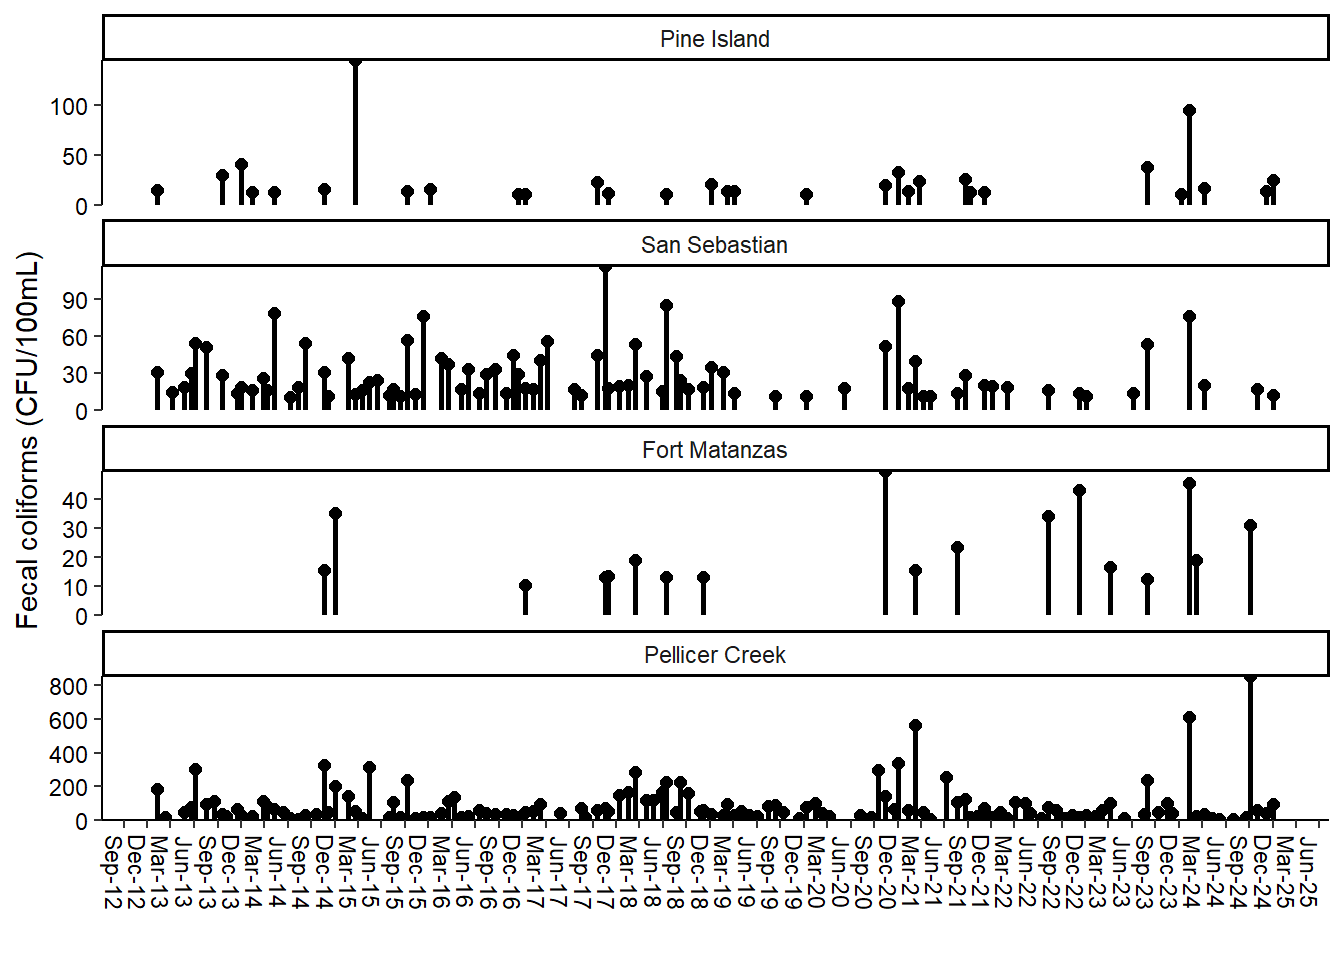 Pine Island
100
50
0
San Sebastian
90
60
30
0
Fort Matanzas
40
30
20
10
0
Pellicer Creek
800
600
400
200
0
Fecal coliforms (CFU/100mL)
Sep-12
Dec-12
Mar-13
Jun-13
Sep-13
Dec-13
Mar-14
Jun-14
Sep-14
Dec-14
Mar-15
Jun-15
Sep-15
Dec-15
Mar-16
Jun-16
Sep-16
Dec-16
Mar-17
Jun-17
Sep-17
Dec-17
Mar-18
Jun-18
Sep-18
Dec-18
Mar-19
Jun-19
Sep-19
Dec-19
Mar-20
Jun-20
Sep-20
Dec-20
Mar-21
Jun-21
Sep-21
Dec-21
Mar-22
Jun-22
Sep-22
Dec-22
Mar-23
Jun-23
Sep-23
Dec-23
Mar-24
Jun-24
Sep-24
Dec-24
Mar-25
Jun-25